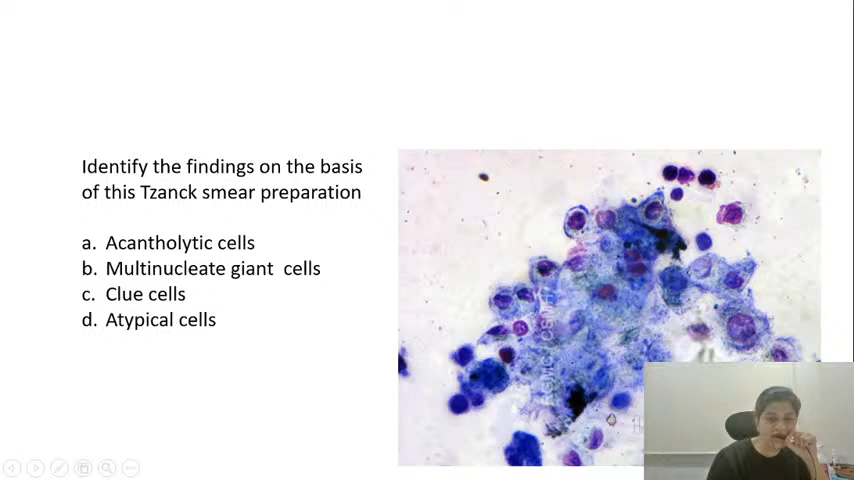 Identify the findings on the basis
of this Tzanck smear preparation
a. Acantholytic cells
b. Multinucleate giant cells
c. Clue cells
d. Atypical cells